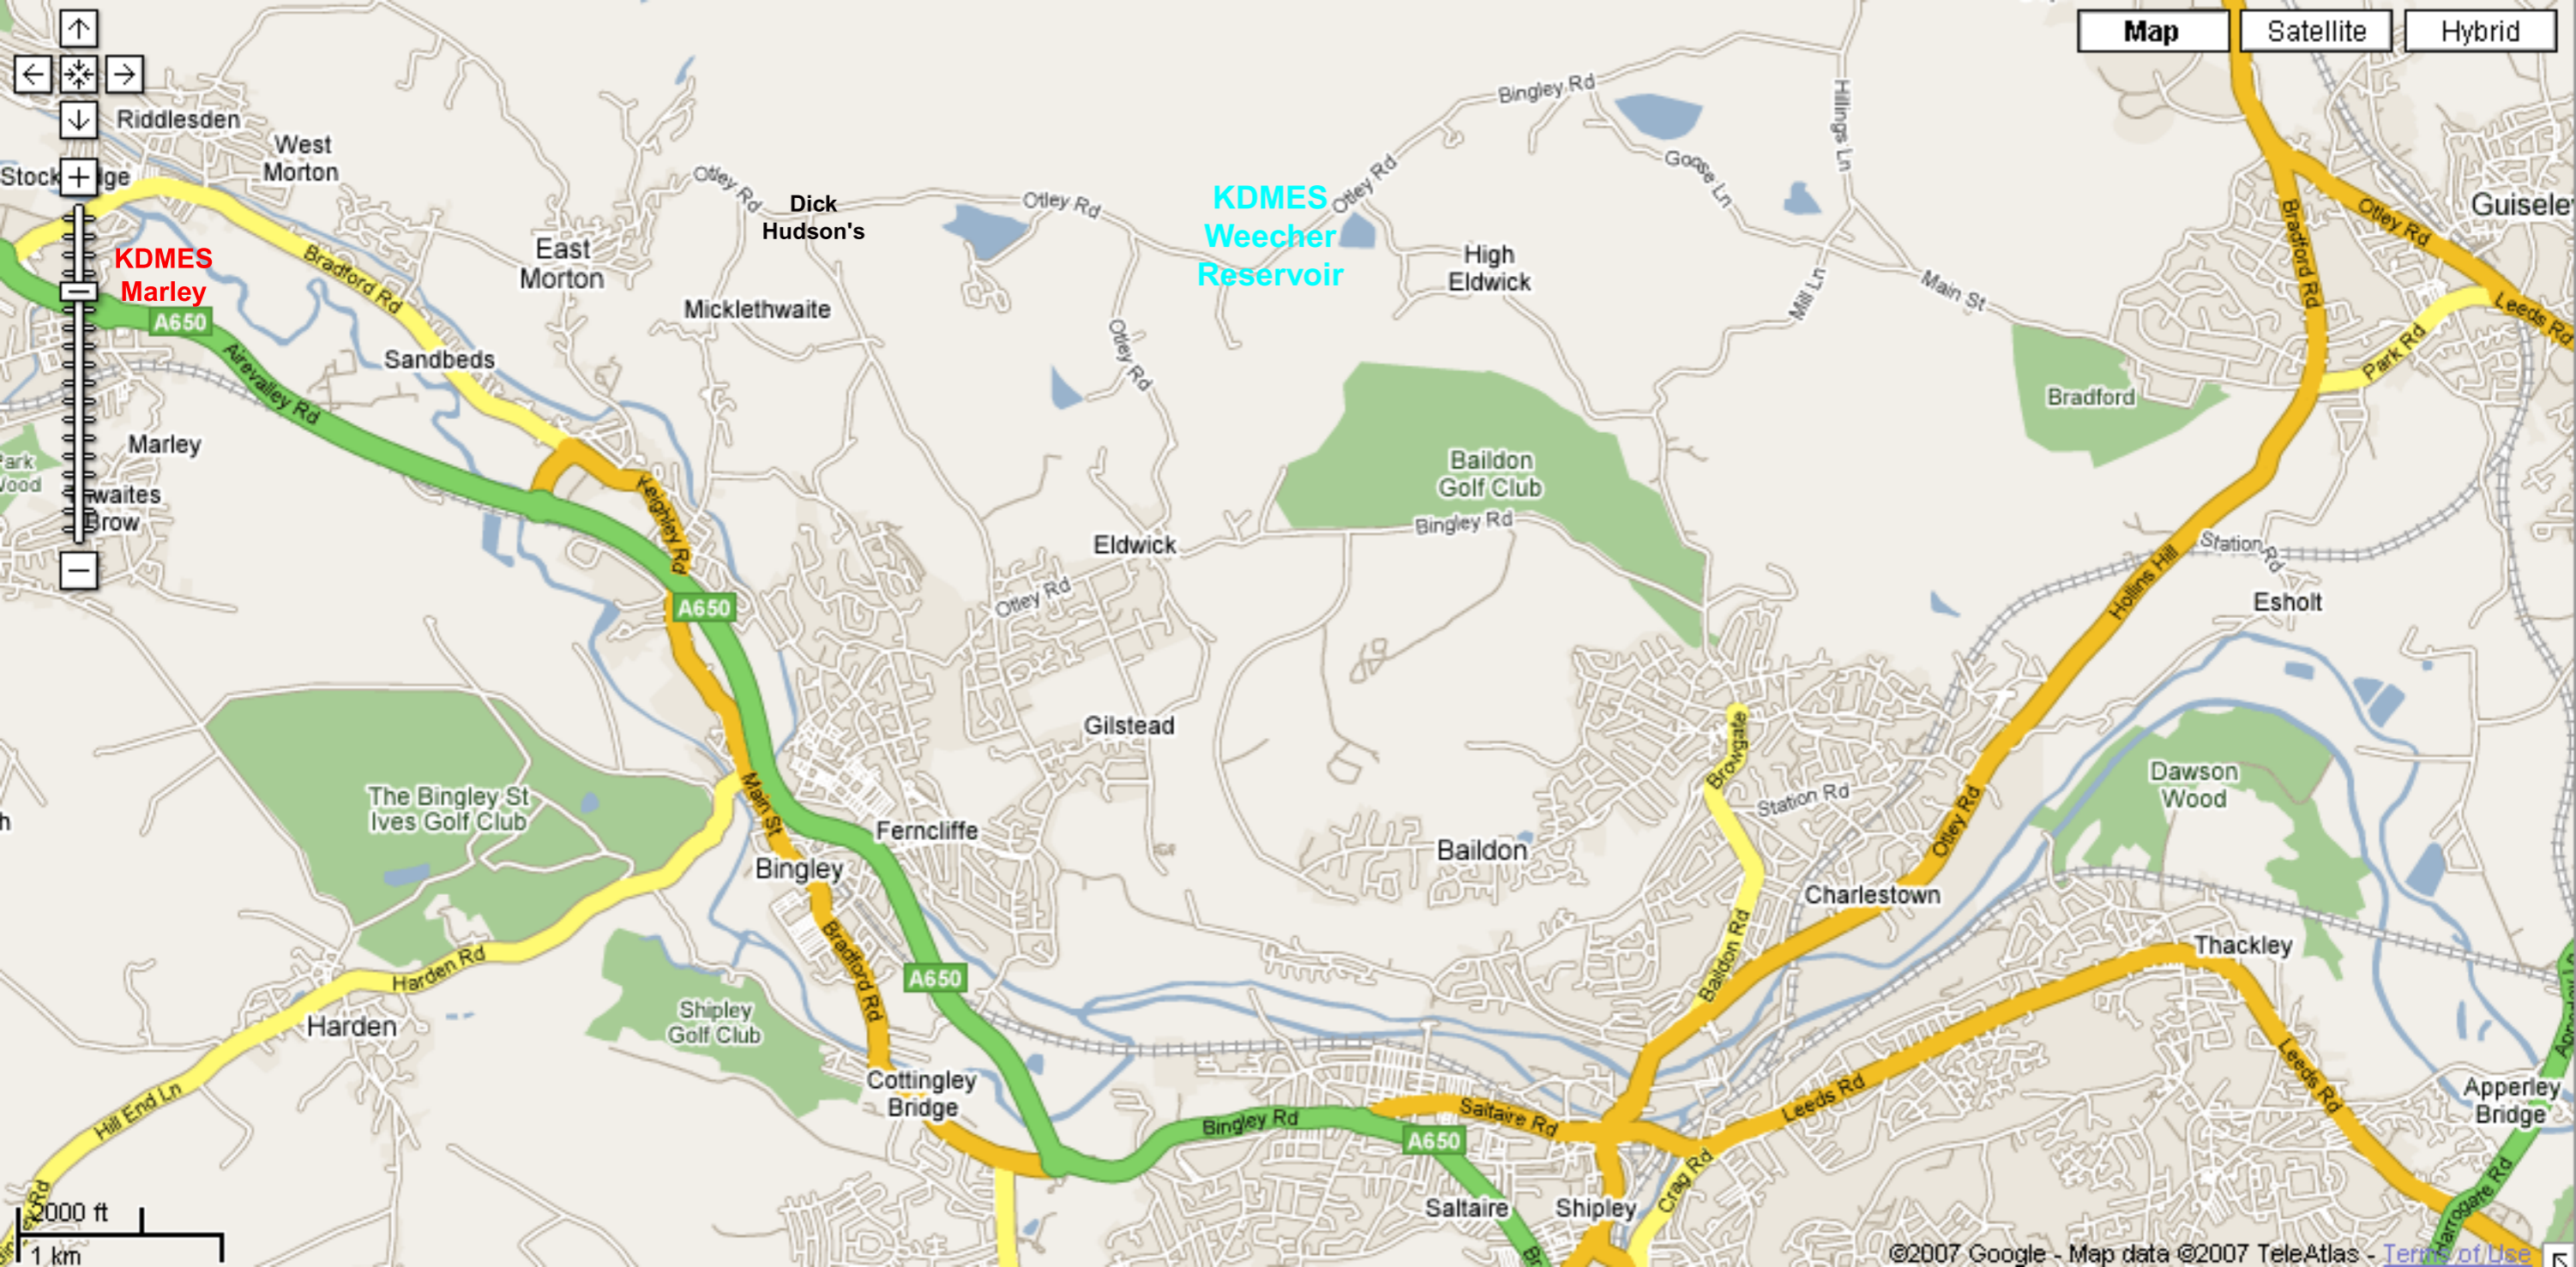 Map
Satellite
Hybrid
Riddlesden
West
Morton
Bingley Rd
Hillings Ln
Goose Ln
Otley Rd
Otley Rd
Otley Rd
Dick
Hudson's
KDMES
Weecher
Reservoir
Guiseley
Otley Rd
Bradford Rd
KDMES
Marley
A650
Bradford Rd
East
Morton
High
Eldwick
Main St
Mill Ln
Leeds Rd
Park Rd
Micklethwaite
Otley Rd
Sandbeds
Airevalley Rd
Bradford
Marley
Baildon
Golf Club
Keighley Rd
Bingley Rd
Eldwick
Station Rd
Hollins Hill
Esholt
Otley Rd
A650
Gilstead
Browgate
Station Rd
Dawson
Wood
The Bingley St
Ives Golf Club
Main St
Ferncliffe
Otley Rd
Bingley
Baildon
Charlestown
Baildon Rd
Bradford Rd
Harden Rd
A650
Thackley
Shipley
Golf Club
Harden
Leeds Rd
Cottingley
Bridge
Apperley
Bridge
Hill End Ln
Bingley Rd
Saltaire Rd
Leeds Rd
A650
Crag Rd
Harrogate Rd
Saltaire
Shipley
2000 ft
1 km
©2007 Google - Map data ©2007 TeleAtlas - Terms of Use